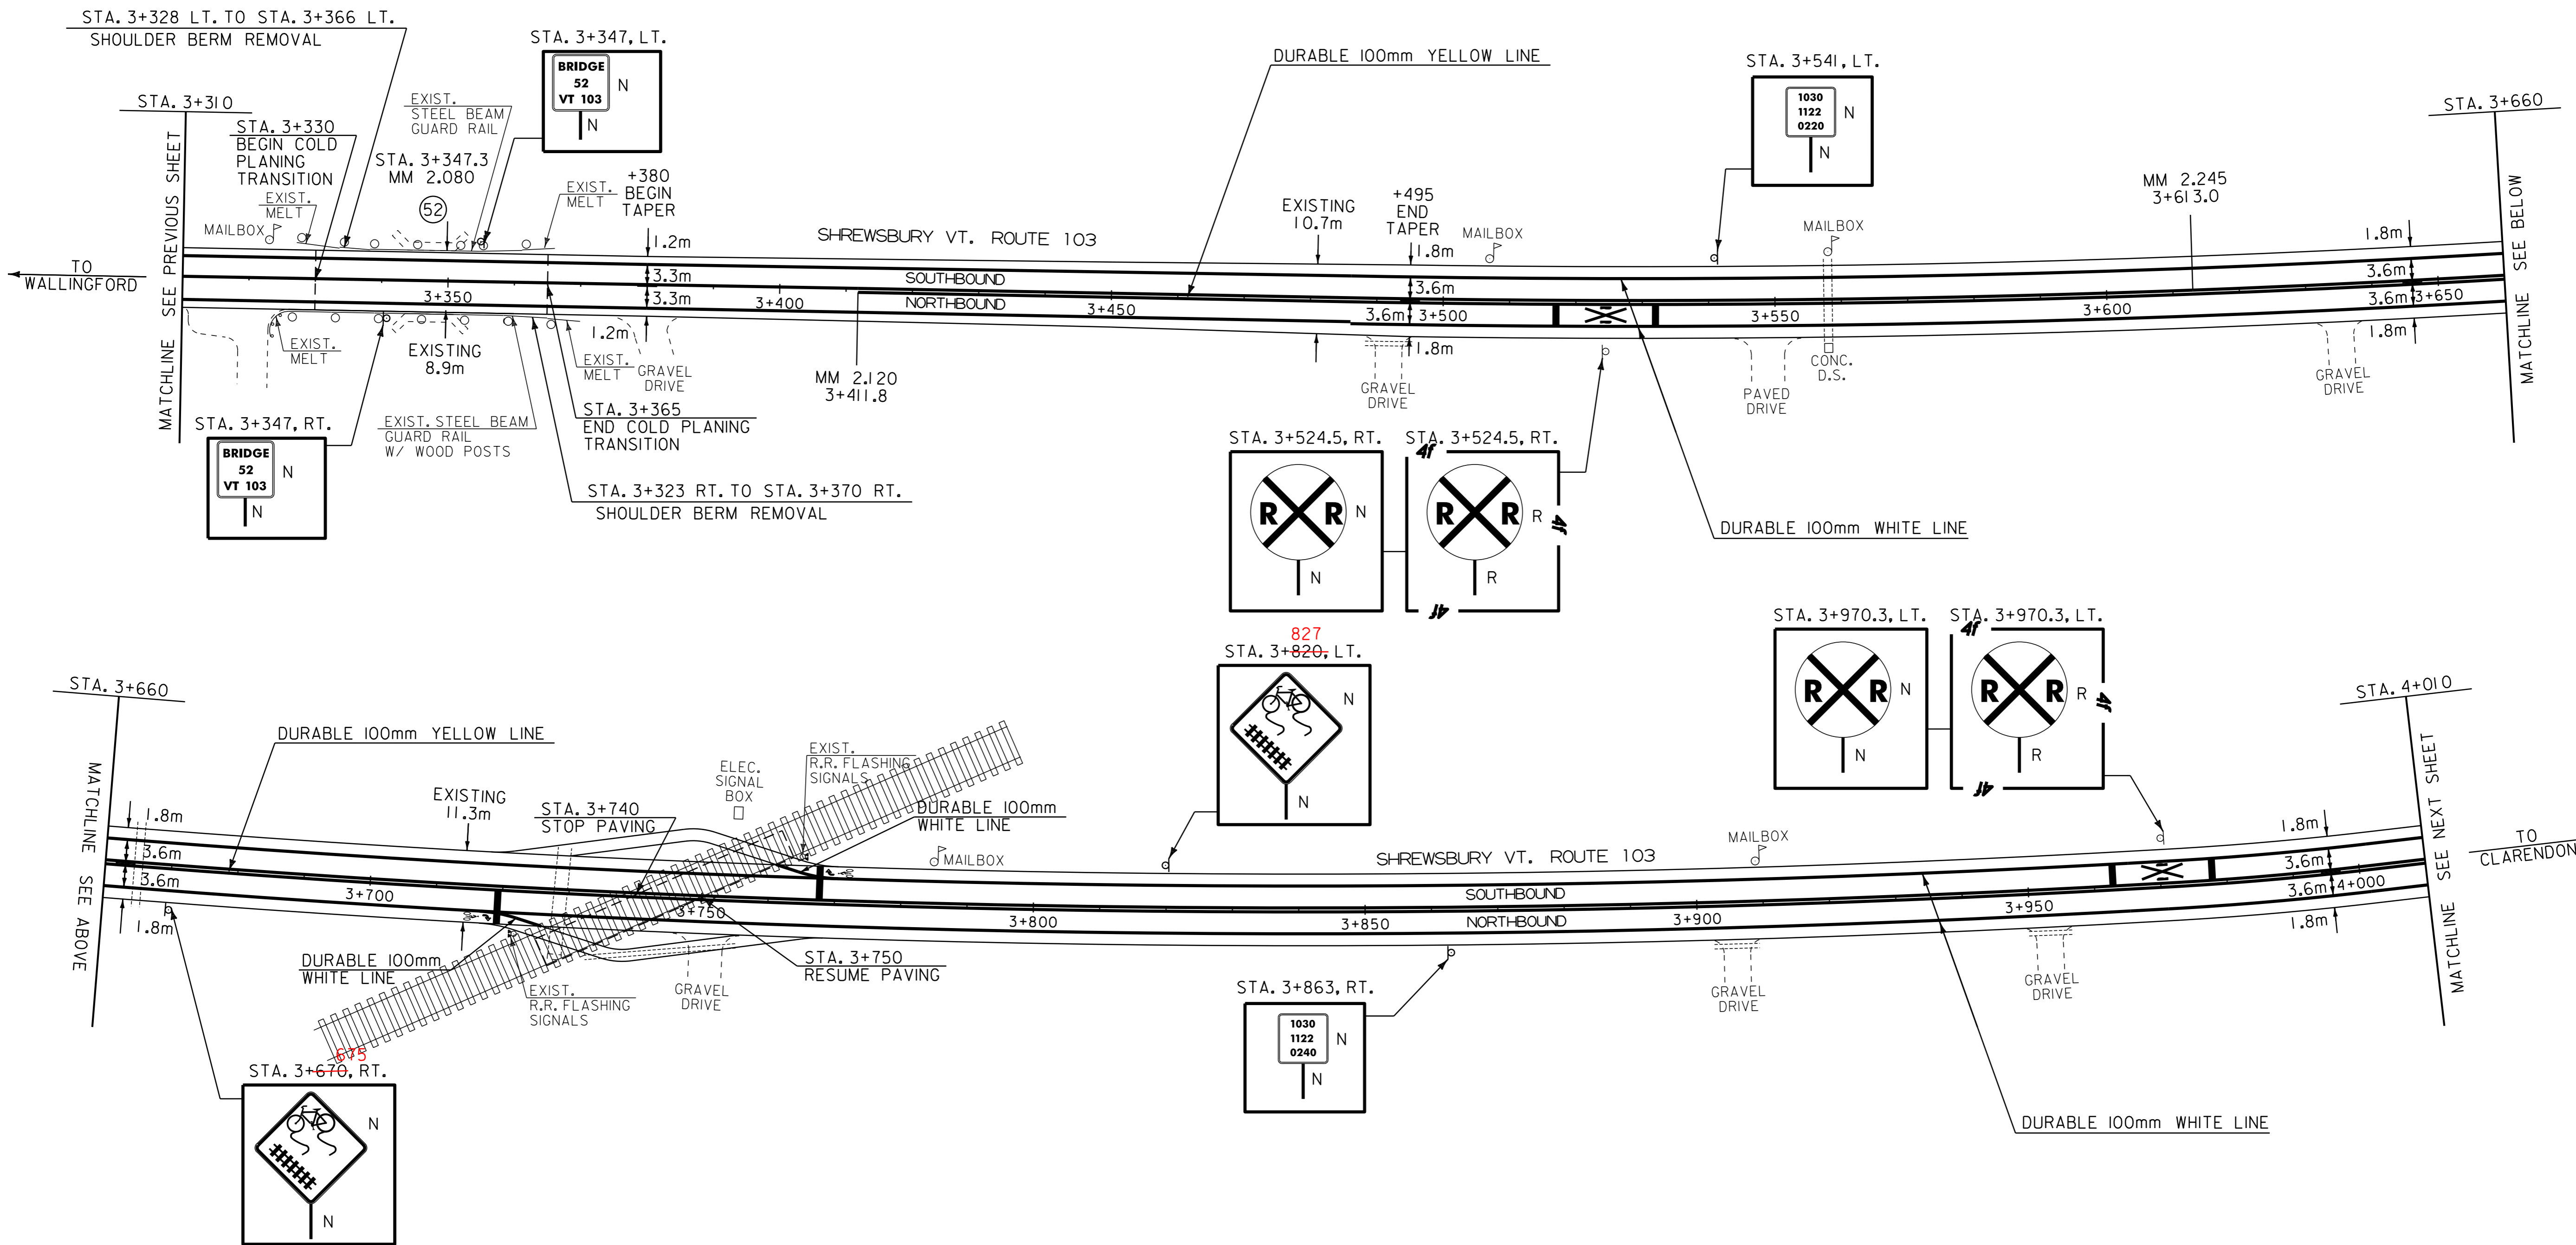 STA. 3+328 LT. TO STA. 3+366 LT.
SHOULDER BERM REMOVAL
STA. 3+310
MATCHLINE SEE PREVIOUS SHEET
TO
WALLINGFORD
STA. 3+330
BEGIN COLD
PLANING
TRANSITION
EXIST.
MELT
MAILBOX
STA. 3+347.3
MM 2.080
52
EXIST.
STEEL BEAM
GUARD RAIL
STA. 3+347, LT.
BRIDGE
52
VT 103
N
N
EXIST.
MELT
+380
BEGIN
TAPER
1.2m
3.3m
3.3m
1.2m
SHREWSBURY VT. ROUTE 103
SOUTHBOUND
NORTHBOUND
DURABLE 100mm YELLOW LINE
EXISTING
10.7m
+495
END
TAPER
1.8m
3.6m
3.6m
1.8m
MAILBOX
STA. 3+541, LT.
1030
1122
0220
N
N
MAILBOX
MM 2.245
3+613.0
STA. 3+660
MATCHLINE SEE BELOW
1.8m
3.6m
3.6m
1.8m
3+350
3+400
3+450
3+500
3+550
3+600
3+650
EXIST.
MELT
EXISTING
8.9m
EXIST.
MELT
GRAVEL
DRIVE
MM 2.120
3+411.8
GRAVEL
DRIVE
PAVED
DRIVE
CONC.
D.S.
GRAVEL
DRIVE
STA. 3+347, RT.
BRIDGE
52
VT 103
N
N
EXIST. STEEL BEAM
GUARD RAIL
W/ WOOD POSTS
STA. 3+365
END COLD PLANING
TRANSITION
STA. 3+323 RT. TO STA. 3+370 RT.
SHOULDER BERM REMOVAL
STA. 3+524.5, RT.
R R
N
N
STA. 3+524.5, RT.
4f
R R
R
4f
R
4f
DURABLE 100mm WHITE LINE
STA. 3+660
MATCHLINE SEE ABOVE
DURABLE 100mm YELLOW LINE
1.8m
3.6m
3.6m
1.8m
EXISTING
11.3m
STA. 3+740
STOP PAVING
ELEC.
SIGNAL
BOX
EXIST.
R.R. FLASHING
SIGNALS
DURABLE 100mm
WHITE LINE
MAILBOX
827
STA. 3+820, LT.
N
N
SHREWSBURY VT. ROUTE 103
SOUTHBOUND
NORTHBOUND
MAILBOX
STA. 3+970.3, LT.
R R
N
N
STA. 3+970.3, LT.
4f
R R
R
4f
R
4f
STA. 4+010
MATCHLINE SEE NEXT SHEET
TO
CLARENDON
1.8m
3.6m
3.6m
1.8m
3+700
3+750
3+800
3+850
3+900
3+950
4+000
DURABLE 100mm
WHITE LINE
EXIST.
R.R. FLASHING
SIGNALS
GRAVEL
DRIVE
STA. 3+750
RESUME PAVING
STA. 3+863, RT.
1030
1122
0240
N
N
GRAVEL
DRIVE
GRAVEL
DRIVE
DURABLE 100mm WHITE LINE
675
STA. 3+670, RT.
N
N